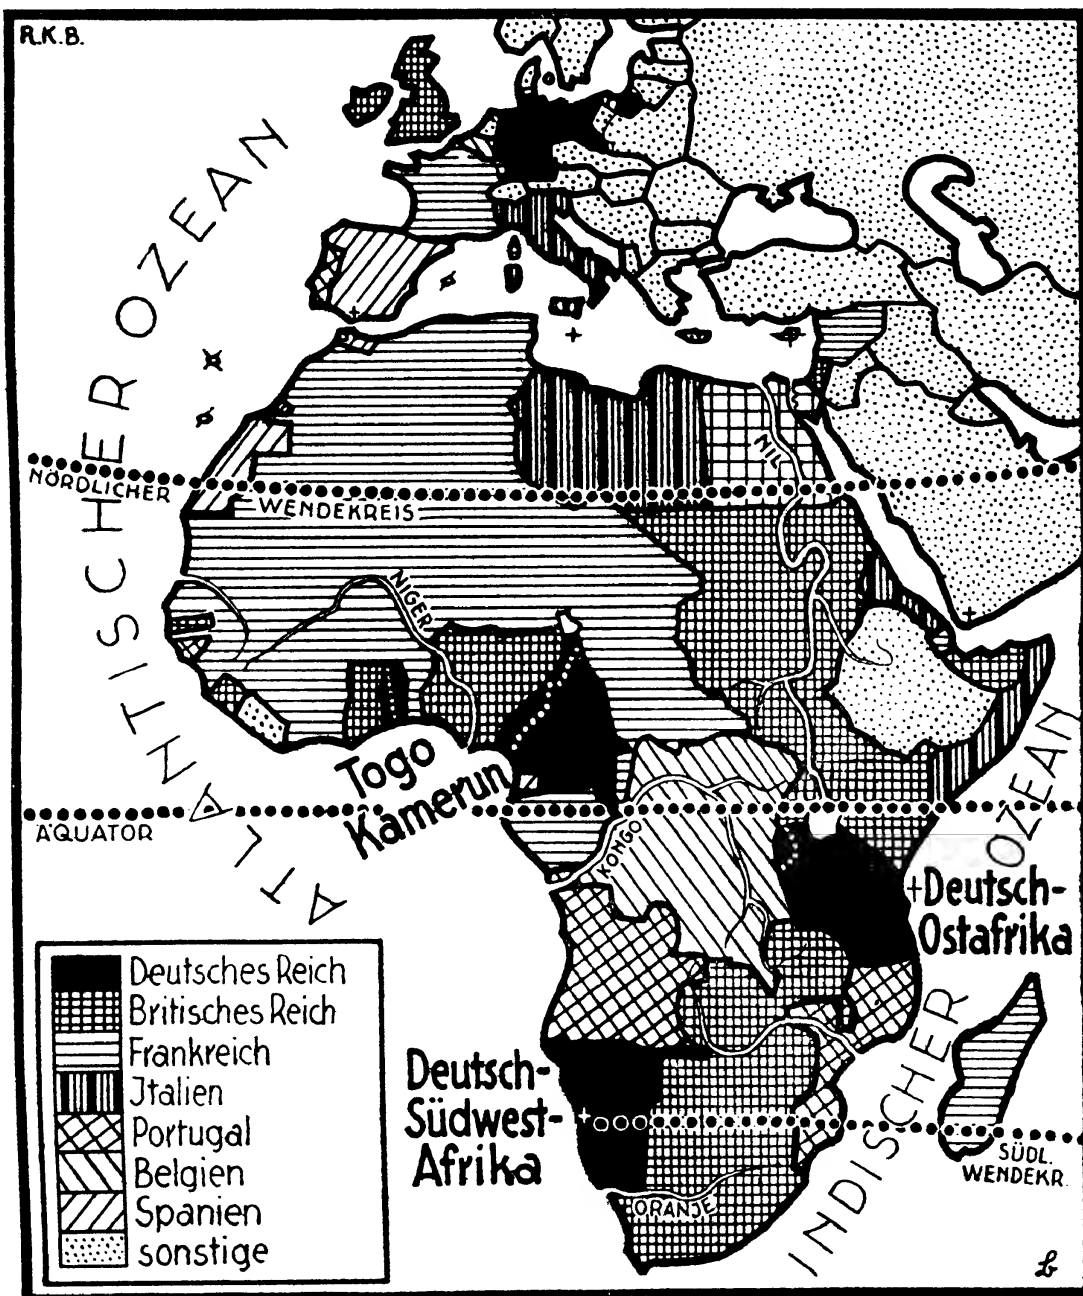 R.K.B.
ATLANTISCHER OZEAN
NÖRDLICHER WENDEKREIS
NIL
NIGER
Togo
Kamerun
ÄQUATOR
KONGO
Deutsch-
Ostafrika
INDISCHER OZEAN
Deutsch-
Südwest-
Afrika
ORANJE
SÜDL.
WENDEKR.
Deutsches Reich
Britisches Reich
Frankreich
Jtalien
Portugal
Belgien
Spanien
sonstige